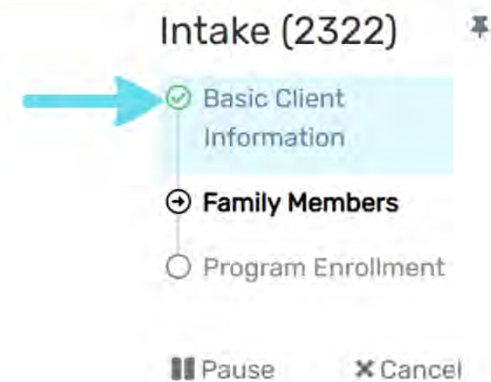 Intake (2322)
Basic Client
Information
Family Members
Program Enrollment
Pause Cancel